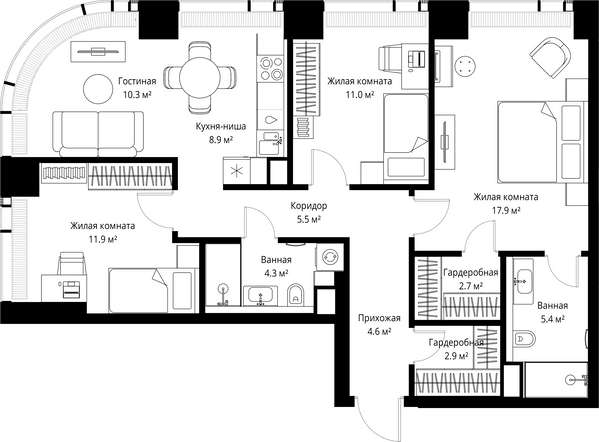 Гостиная
10.3 м²
Кухня-ниша
8.9 м²
Жилая комната
11.0 м²
Жилая комната
17.9 м²
Коридор
5.5 м²
Жилая комната
11.9 м²
Ванная
4.3 м²
Гардеробная
2.7 м²
Ванная
5.4 м²
Прихожая
4.6 м²
Гардеробная
2.9 м²